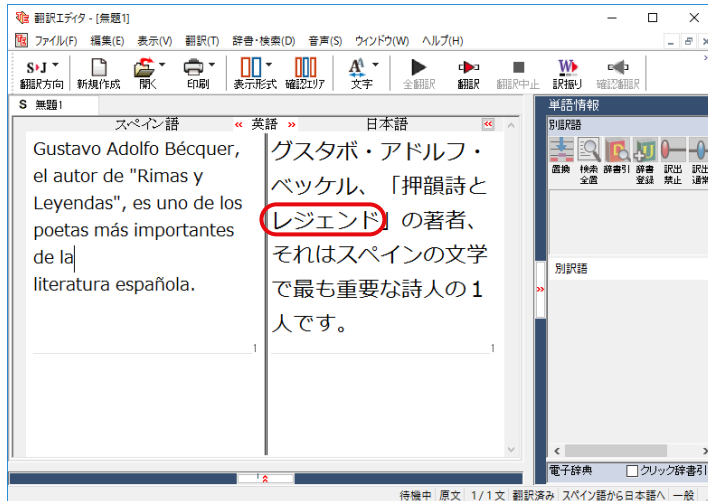 翻訳エディタ - [無題1]
ファイル(F) 編集(E) 表示(V) 翻訳(T) 辞書・検索(D) 音声(S) ウィンドウ(W) ヘルプ(H)
S▸J
翻訳方向 新規作成 開く 印刷 表示形式 確認エリア 文字 全翻訳 翻訳 翻訳中止 訳振り 確認翻訳
S 無題1
単語情報
スペイン語 « 英語 » 日本語 «
別訳語
置換 検索全置 辞書引 辞書登録 訳出禁止 訳出通常
Gustavo Adolfo Bécquer,
el autor de "Rimas y
Leyendas", es uno de los
poetas más importantes
de la
literatura española.
1
グスタボ・アドルフ・
ベッケル、「押韻詩と
レジェンド」の著者、
それはスペインの文学
で最も重要な詩人の1
人です。
1
別訳語
電子辞典 クリック辞書引
待機中 原文 1/1文 翻訳済み スペイン語から日本語へ 一般